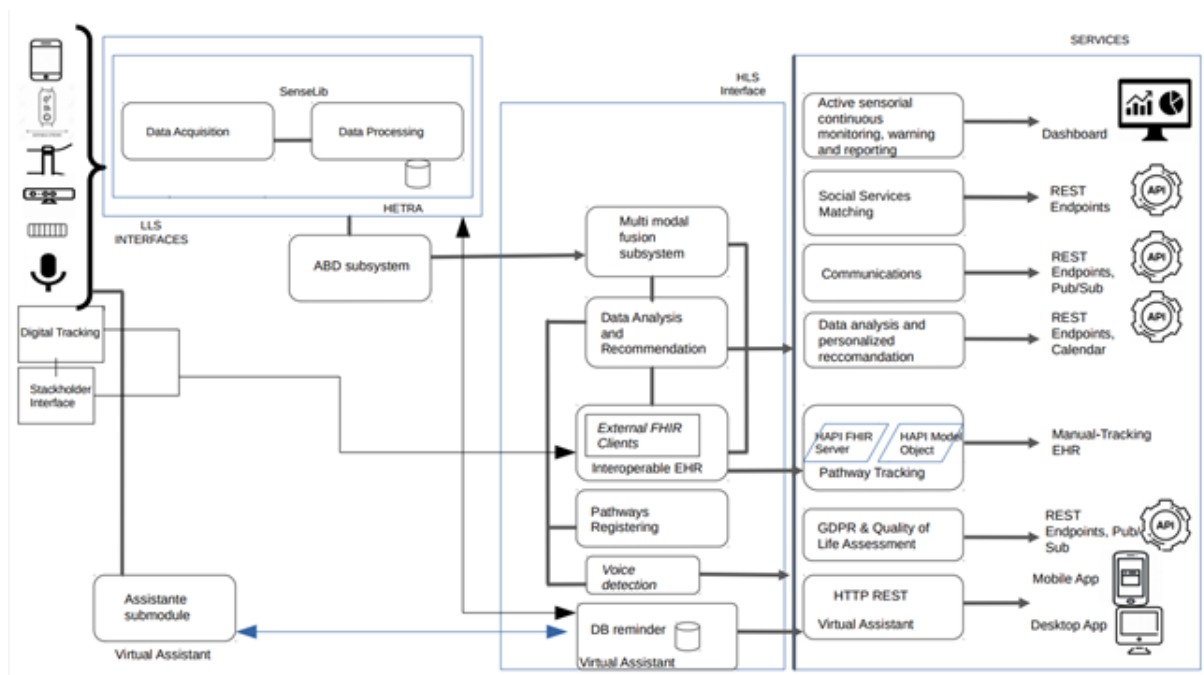 SERVICES
SenseLib
Data Acquisition
Data Processing
HETRA
LLS
INTERFACES
ABD subsystem
Digital Tracking
Stackholder
Interface
Assistante
submodule
Virtual Assistant
HLS
Interface
Multi modal
fusion
subsystem
Data Analysis
and
Recommendation
External FHIR
Clients
Interoperable EHR
Pathways
Registering
Voice
detection
DB reminder
Virtual Assistant
Active sensorial
continuous
monitoring, warning
and reporting
Dashboard
Social Services
Matching
REST
Endpoints
API
Communications
REST
Endpoints,
Pub/Sub
API
Data analysis and
personalized
reccomandation
REST
Endpoints,
Calendar
API
HAPI FHIR
Server
HAPI Model
Object
Pathway Tracking
Manual-Tracking
EHR
GDPR & Quality of
Life Assessment
REST
Endpoints, Pub/
Sub
API
HTTP REST
Virtual Assistant
Mobile App
Desktop App